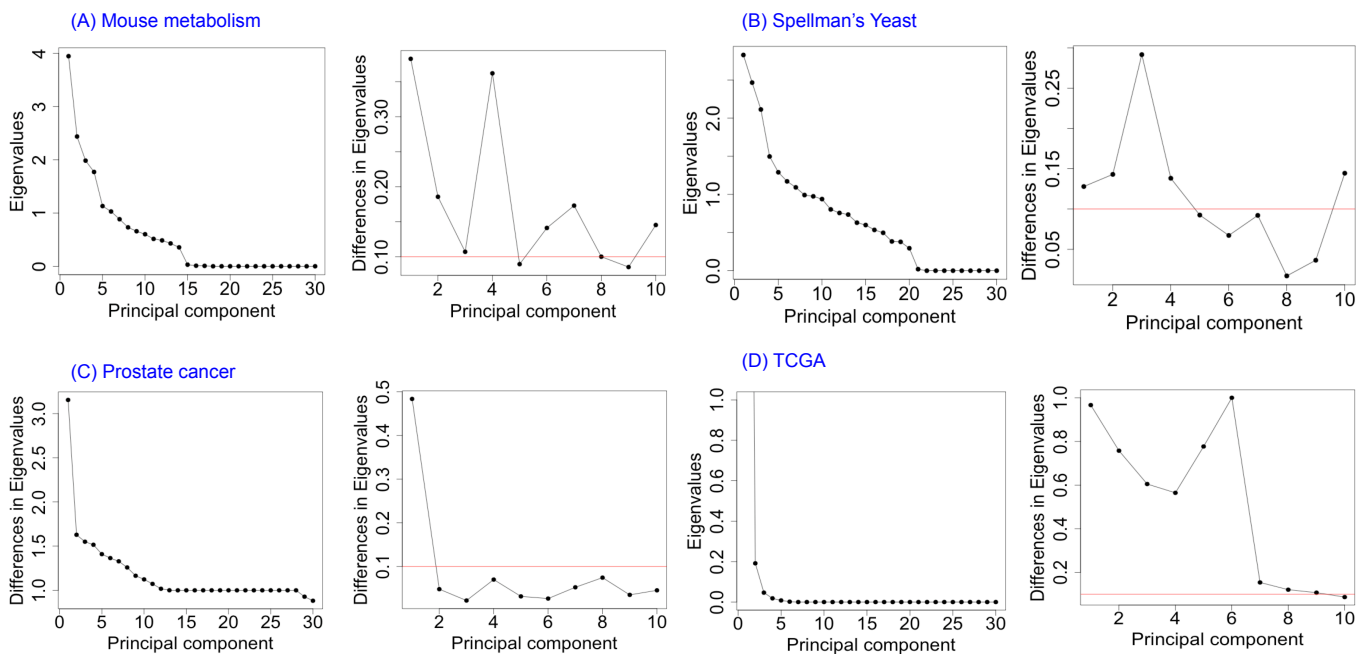 (A) Mouse metabolism
Eigenvalues
4
3
2
1
0
0 5 10 15 20 25 30
Principal component
Differences in Eigenvalues
0.30
0.20
0.10
2 4 6 8 10
Principal component
(B) Spellman's Yeast
Eigenvalues
2.0
1.0
0.0
0 5 10 15 20 25 30
Principal component
Differences in Eigenvalues
0.25
0.15
0.05
2 4 6 8 10
Principal component
(C) Prostate cancer
Differences in Eigenvalues
3.0
2.5
2.0
1.5
1.0
0 5 10 15 20 25 30
Principal component
Differences in Eigenvalues
0.5
0.4
0.3
0.2
0.1
2 4 6 8 10
Principal component
(D) TCGA
Eigenvalues
1.0
0.8
0.6
0.4
0.2
0.0
0 5 10 15 20 25 30
Principal component
Differences in Eigenvalues
1.0
0.8
0.6
0.4
0.2
2 4 6 8 10
Principal component